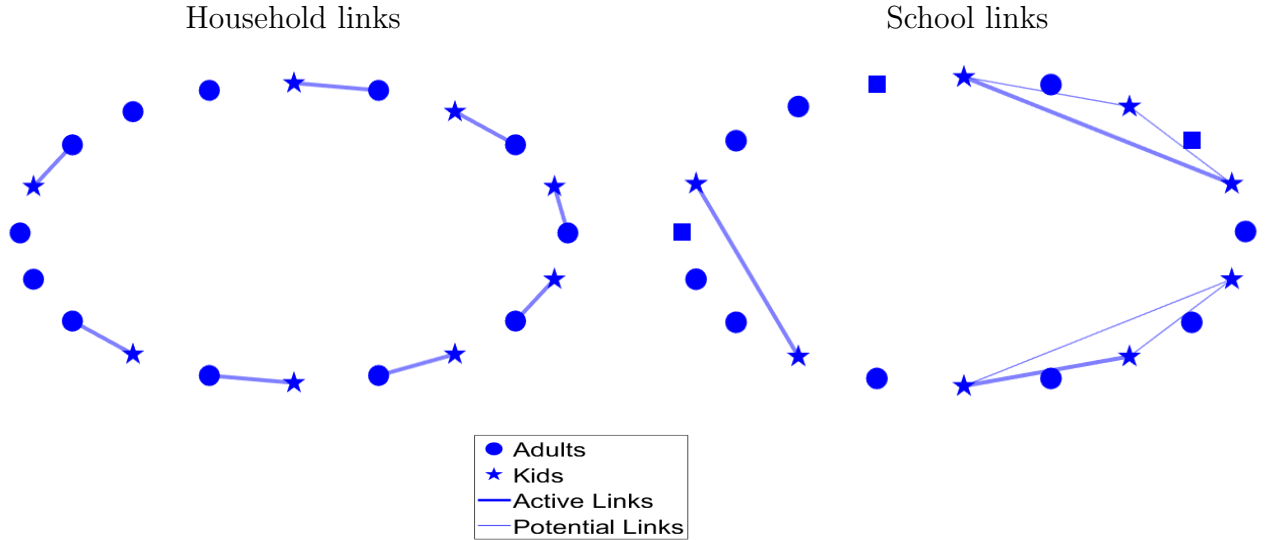 Household links
School links
Adults
Kids
Active Links
Potential Links